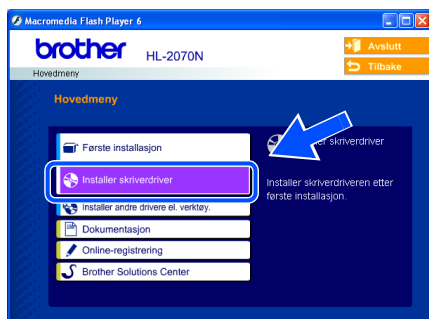 Macromedia Flash Player 6
brother
HL-2070N
Avslutt
Tilbake
Hovedmeny
Hovedmeny
Første installasjon
Installer skriverdriver
Installer andre drivere el. verktøy.
Dokumentasjon
Online-registrering
Brother Solutions Center
skriverdriver
Installer skriverdriveren etter
første installasjon.